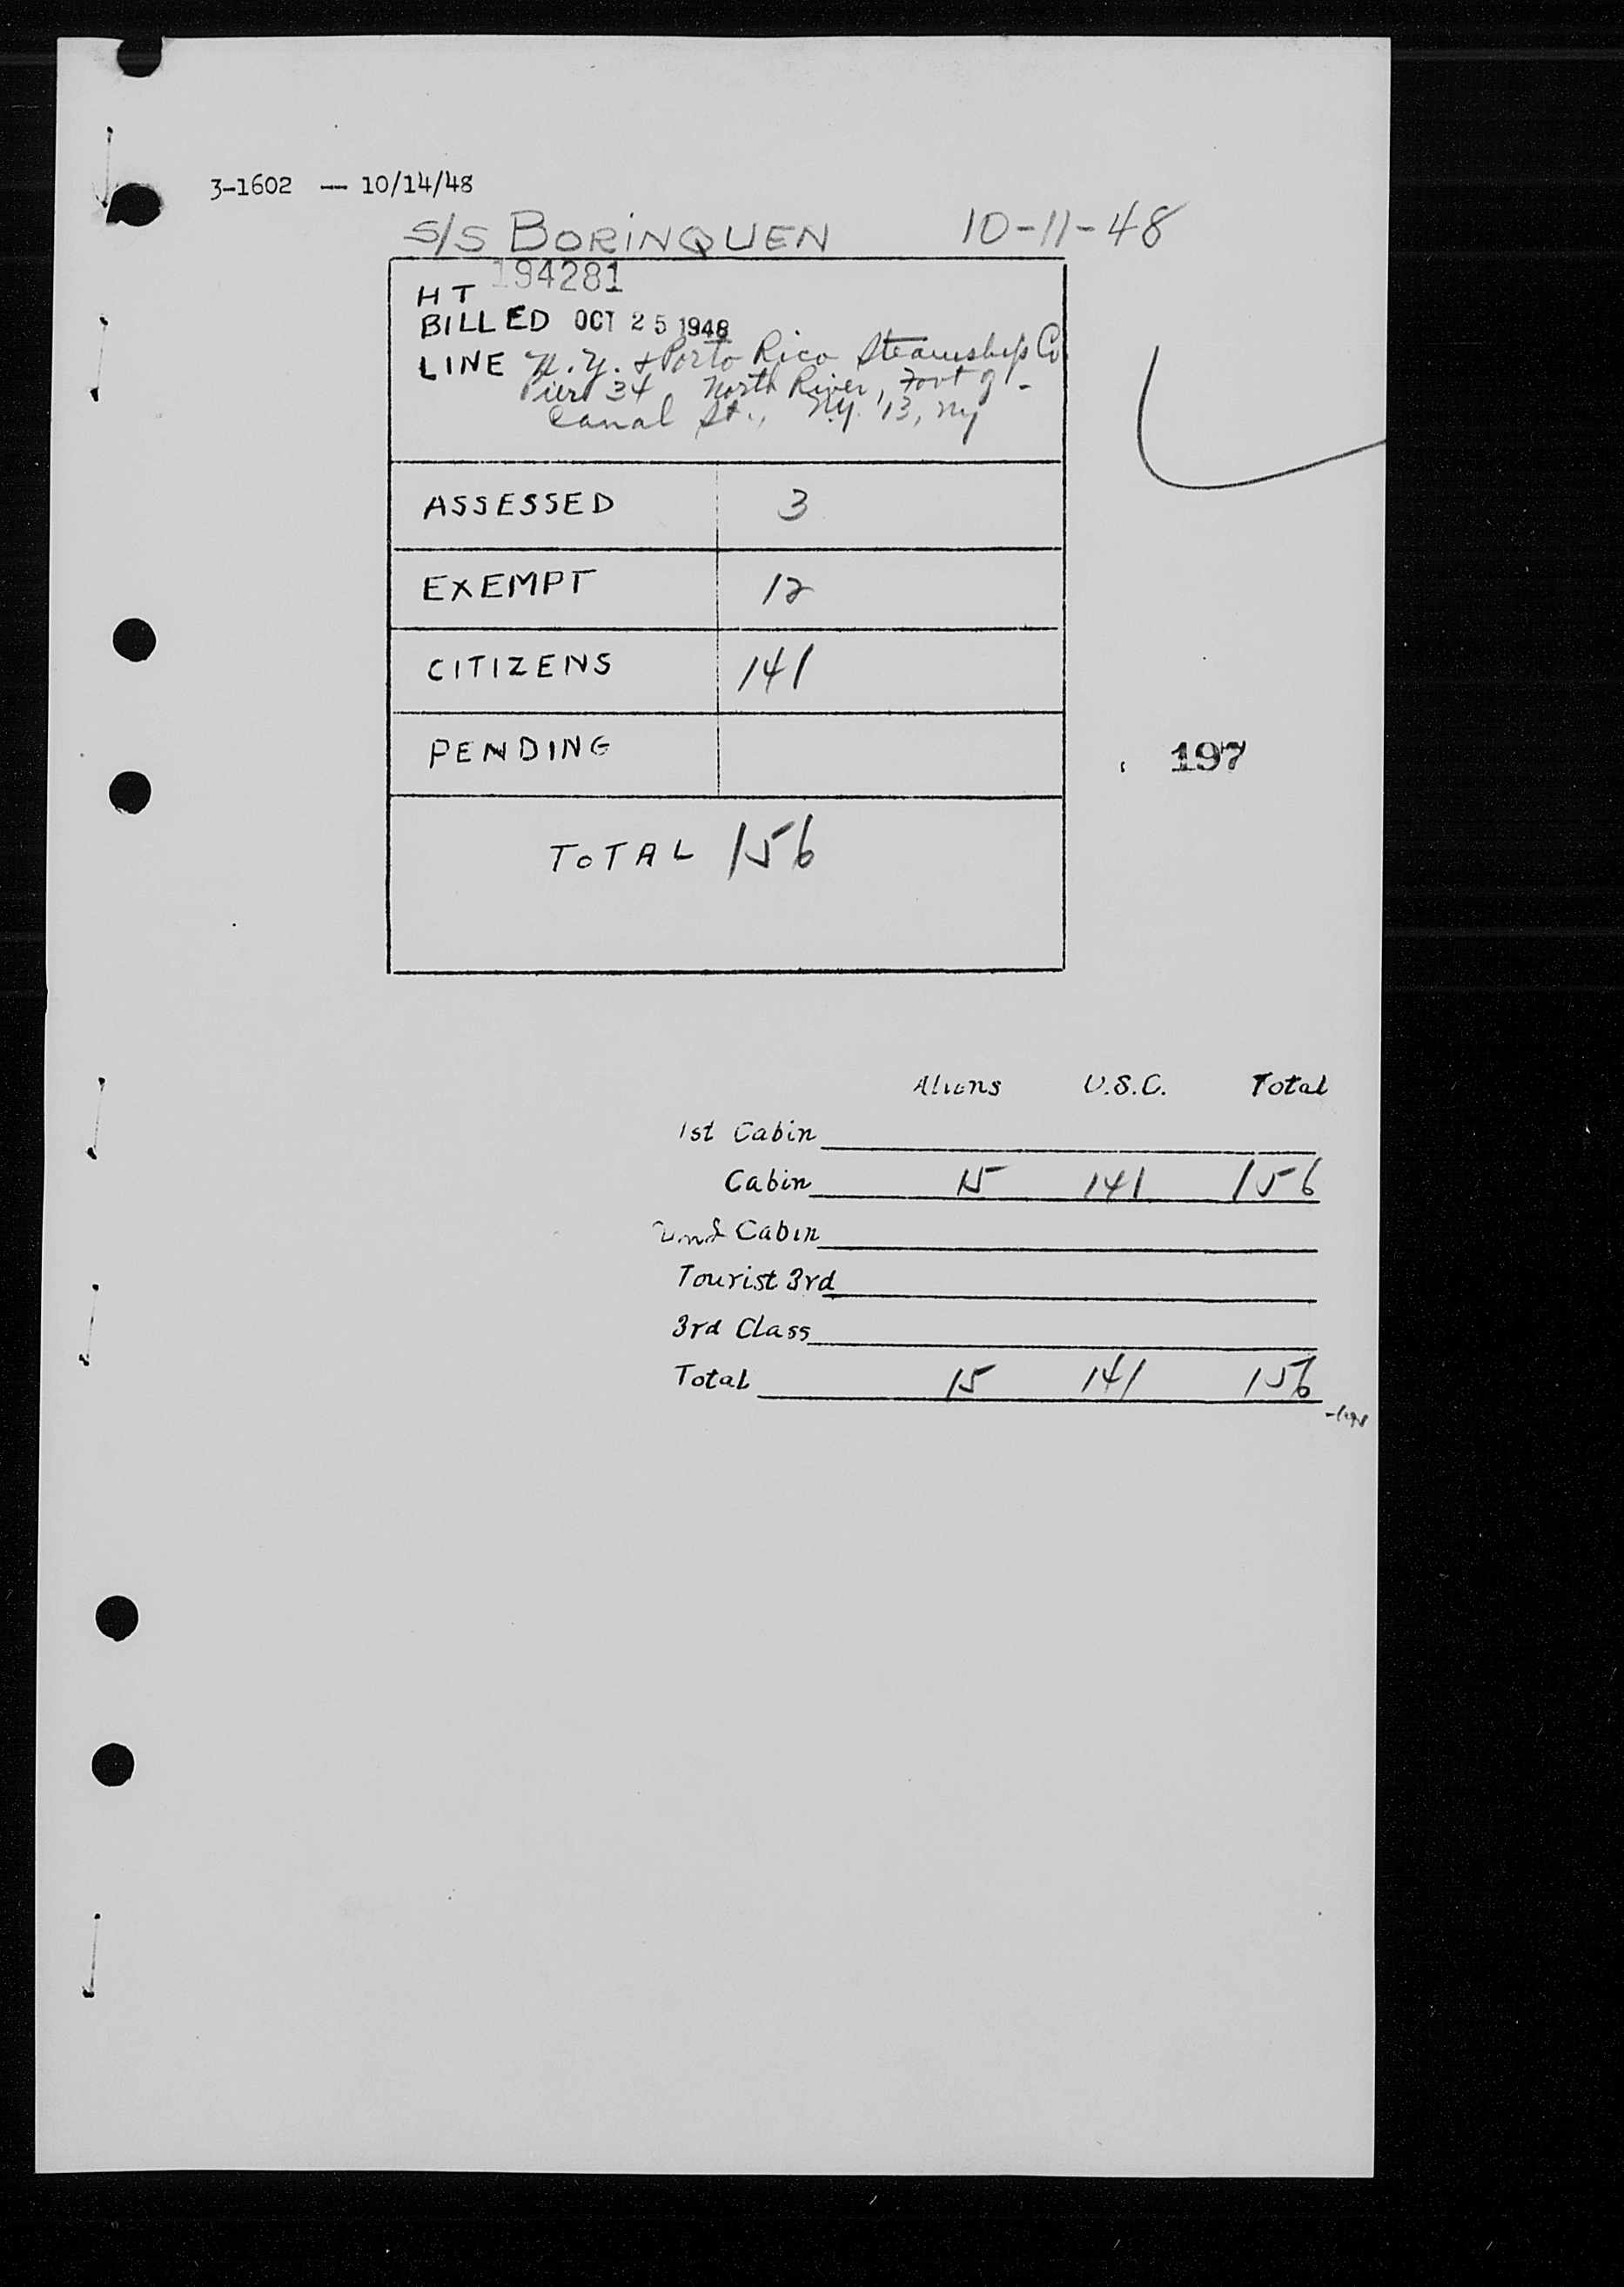 3-1602 — 10/14/48
S/S BORINQUEN 10-11-48
HT 194281
BILLED OCT 25 1948
LINE N.Y. & Porto Rico Steamship Co
Pier 34 North River, Foot of -
Canal St., N.Y. 13, NY
ASSESSED 3
EXEMPT 12
CITIZENS 141
PENDING
197
TOTAL 156
Aliens U.S.C. Total
1st Cabin
Cabin 15 141 156
2nd Cabin
Tourist 3rd
3rd Class
Total 15 141 156